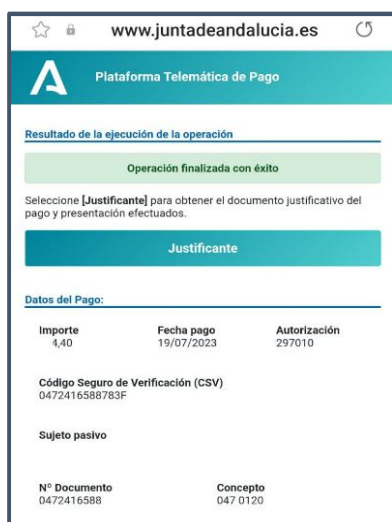 www.juntadeandalucia.es
Plataforma Telemática de Pago
Resultado de la ejecución de la operación
Operación finalizada con éxito
Seleccione [Justificante] para obtener el documento justificativo del
pago y presentación efectuados.
Justificante
Datos del Pago:
Importe Fecha pago Autorización
4,40 19/07/2023 297010
Código Seguro de Verificación (CSV)
0472416588783F
Sujeto pasivo
Nº Documento Concepto
0472416588 047 0120